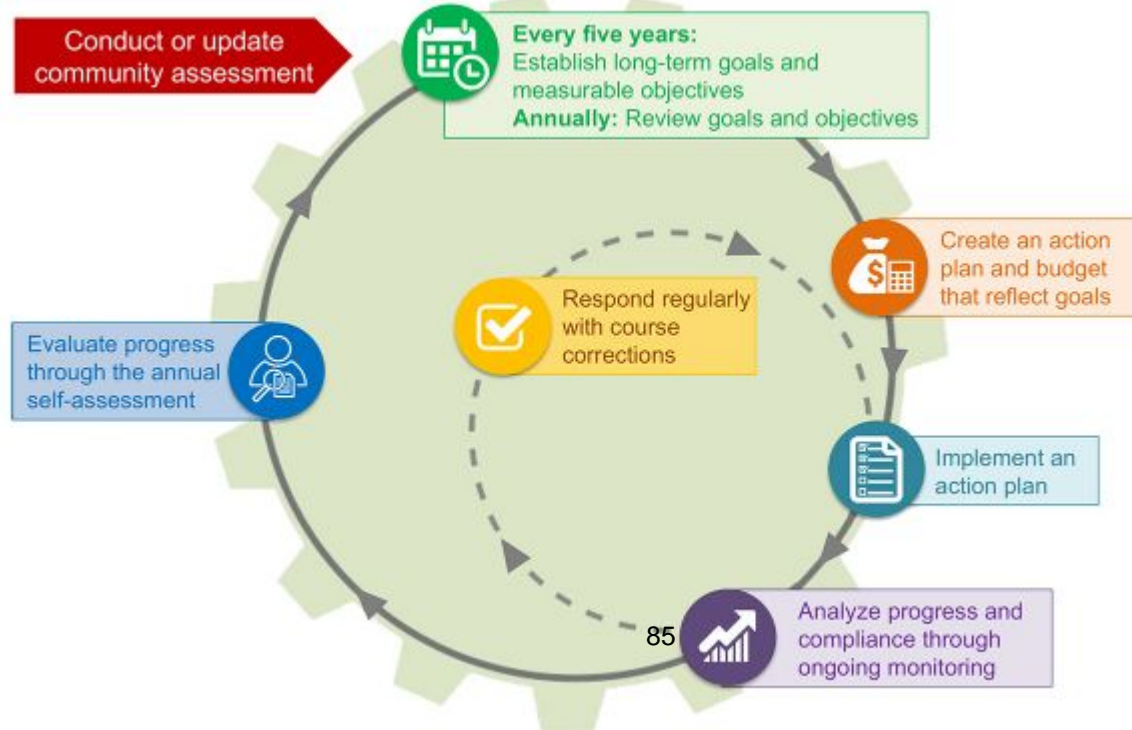 Conduct or update
community assessment
Every five years:
Establish long-term goals and
measurable objectives
Annually: Review goals and objectives
Create an action
plan and budget
that reflect goals
Respond regularly
with course
corrections
Evaluate progress
through the annual
self-assessment
Implement an
action plan
Analyze progress and
compliance through
ongoing monitoring
85